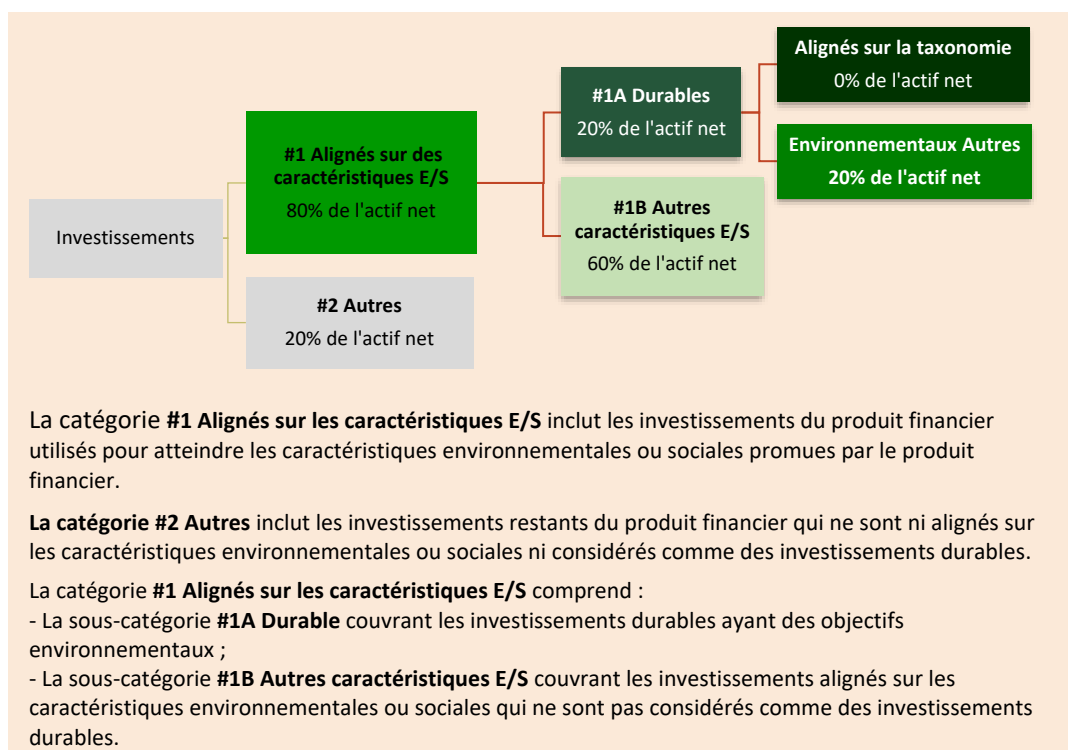 Investissements
#1 Alignés sur des
caractéristiques E/S
80% de l'actif net
#2 Autres
20% de l'actif net
#1A Durables
20% de l'actif net
#1B Autres
caractéristiques E/S
60% de l'actif net
Alignés sur la taxonomie
0% de l'actif net
Environnementaux Autres
20% de l'actif net
La catégorie #1 Alignés sur les caractéristiques E/S inclut les investissements du produit financier
utilisés pour atteindre les caractéristiques environnementales ou sociales promues par le produit
financier.
La catégorie #2 Autres inclut les investissements restants du produit financier qui ne sont ni alignés sur
les caractéristiques environnementales ou sociales ni considérés comme des investissements durables.
La catégorie #1 Alignés sur les caractéristiques E/S comprend :
- La sous-catégorie #1A Durable couvrant les investissements durables ayant des objectifs
environnementaux ;
- La sous-catégorie #1B Autres caractéristiques E/S couvrant les investissements alignés sur les
caractéristiques environnementales ou sociales qui ne sont pas considérés comme des investissements
durables.